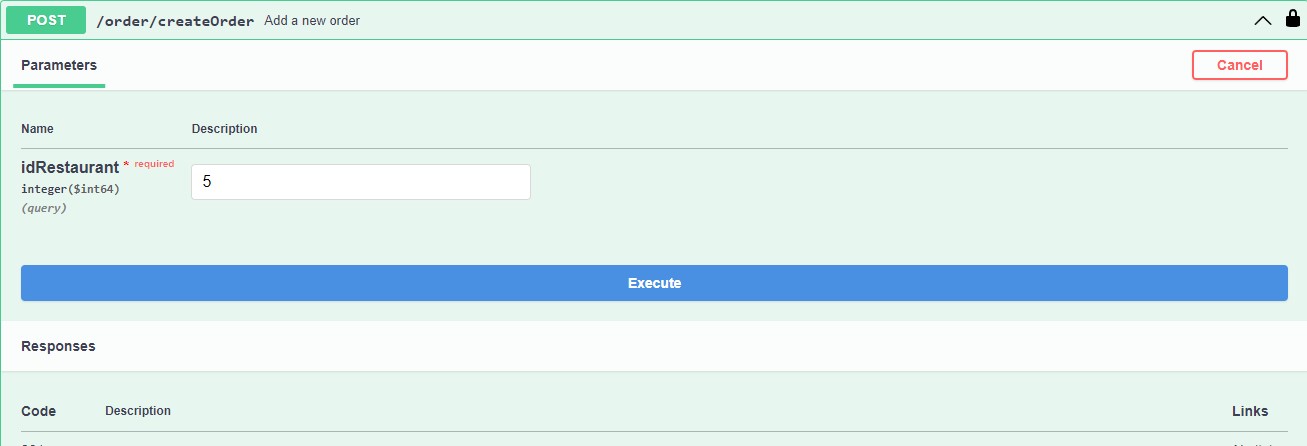 POST /order/createOrder Add a new order
Parameters
Cancel
Name Description
idRestaurant * required
integer($int64)
(query)
5
Execute
Responses
Code Description Links